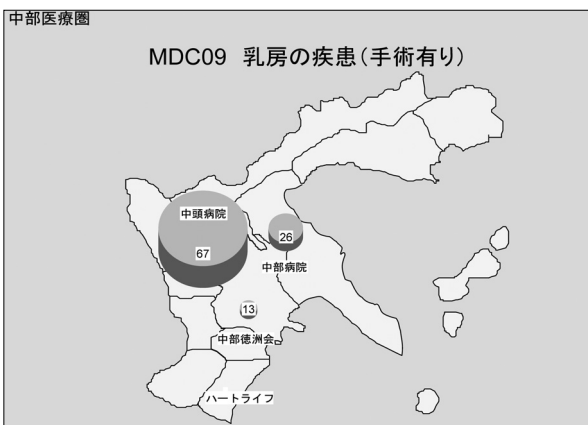 中部医療圏
MDC09 乳房の疾患(手術有り)
中頭病院
67
26
中部病院
13
中部徳洲会
ハートライフ